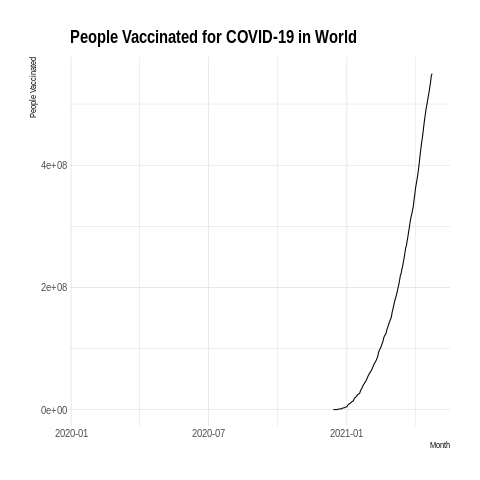 People Vaccinated for COVID-19 in World
People Vaccinated
4e+08
2e+08
0e+00
2020-01 2020-07 2021-01
Month